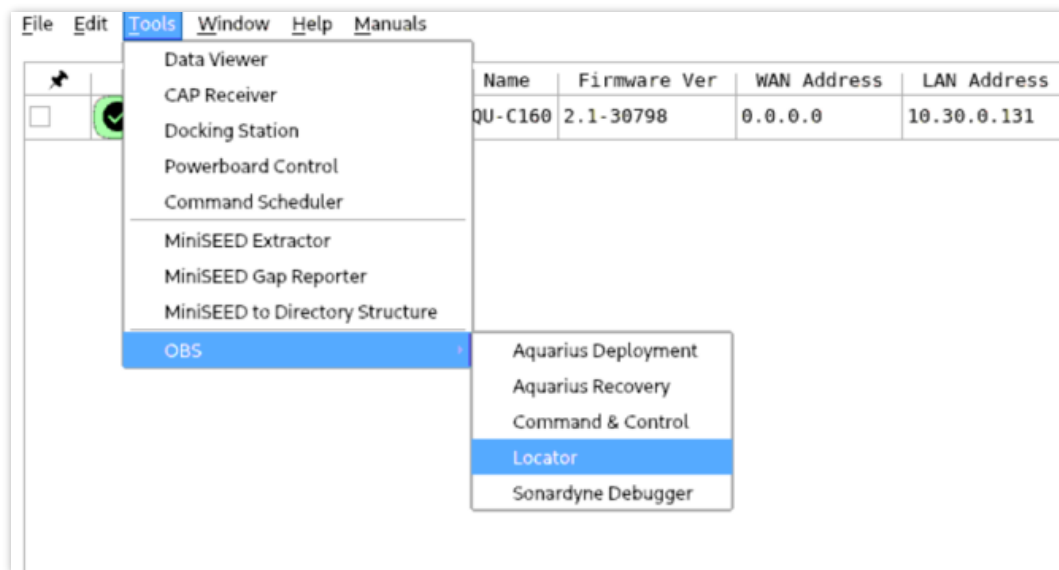 File Edit Tools Window Help Manuals
Name Firmware Ver WAN Address LAN Address
QU-C160 2.1-30798 0.0.0.0 10.30.0.131
Data Viewer
CAP Receiver
Docking Station
Powerboard Control
Command Scheduler
MiniSEED Extractor
MiniSEED Gap Reporter
MiniSEED to Directory Structure
OBS
Aquarius Deployment
Aquarius Recovery
Command & Control
Locator
Sonardyne Debugger